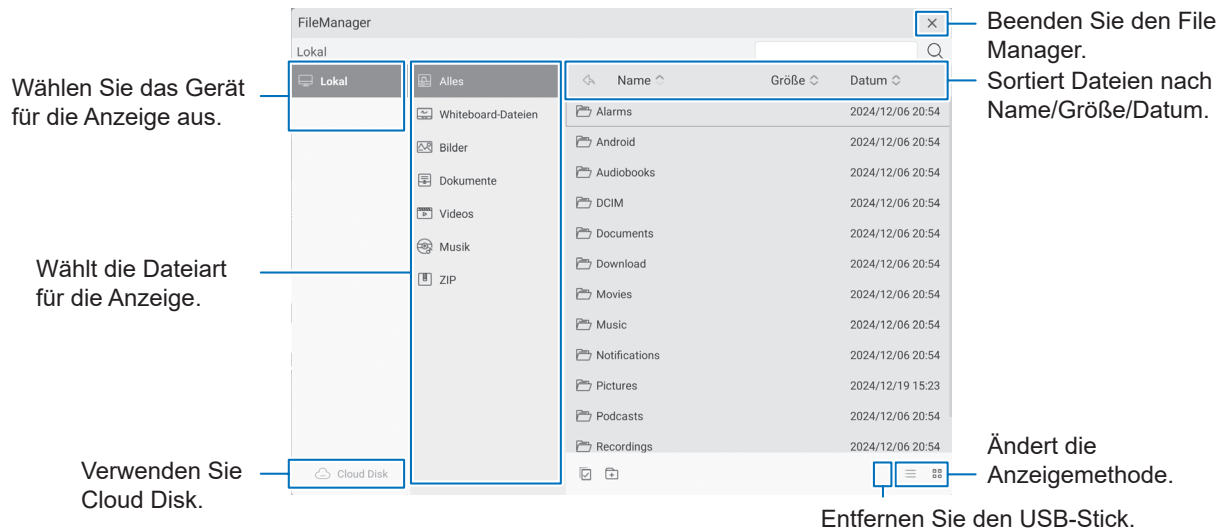 FileManager
Lokal
Beenden Sie den File
Manager.
Wählen Sie das Gerät
für die Anzeige aus.
Lokal
Alles
Name
Größe
Datum
Sortiert Dateien nach
Name/Größe/Datum.
Whiteboard-Dateien
Bilder
Dokumente
Videos
Musik
ZIP
Wählt die Dateiart
für die Anzeige.
Alarms 2024/12/06 20:54
Android 2024/12/06 20:54
Audiobooks 2024/12/06 20:54
DCIM 2024/12/06 20:54
Documents 2024/12/06 20:54
Download 2024/12/06 20:54
Movies 2024/12/06 20:54
Music 2024/12/06 20:54
Notifications 2024/12/06 20:54
Pictures 2024/12/19 15:23
Podcasts 2024/12/06 20:54
Recordings 2024/12/06 20:54
Verwenden Sie
Cloud Disk.
Cloud Disk
Ändert die
Anzeigemethode.
Entfernen Sie den USB-Stick.